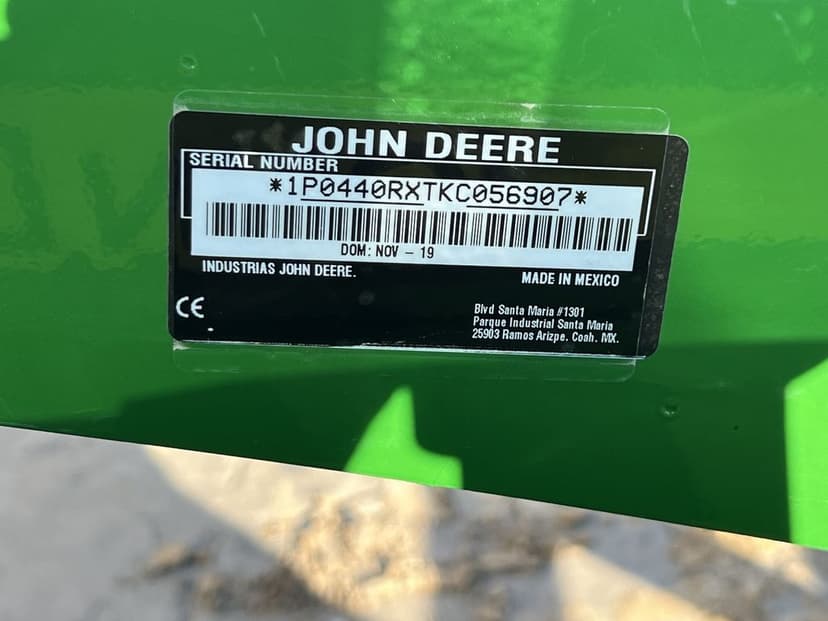 JOHN DEERE
SERIAL NUMBER
*1P0440RXTKC056907*
DOM: NOV - 19
INDUSTRIAS JOHN DEERE.
MADE IN MEXICO
CE
Blvd Santa Maria #1301
Parque Industrial Santa Maria
25903 Ramos Arizpe. Coah. MX.